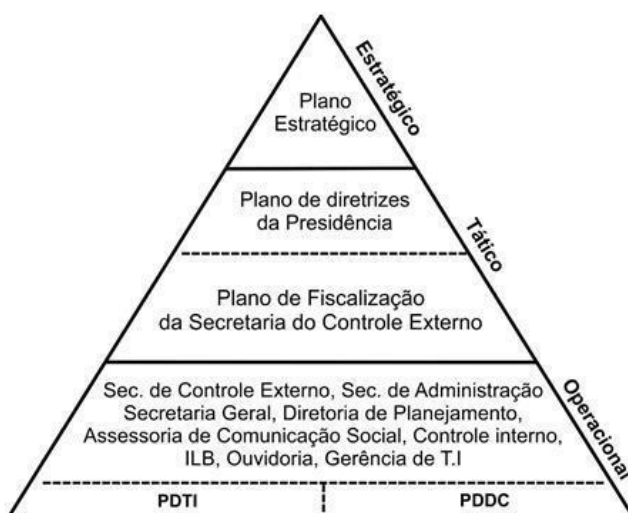 Plano
Estratégico
Estratégico
Plano de diretrizes
da Presidência
Tático
Plano de Fiscalização
da Secretaria do Controle Externo
Sec. de Controle Externo, Sec. de Administração
Secretaria Geral, Diretoria de Planejamento,
Assessoria de Comunicação Social, Controle interno,
ILB, Ouvidoria, Gerência de T.I
Operacional
PDTI
PDDC